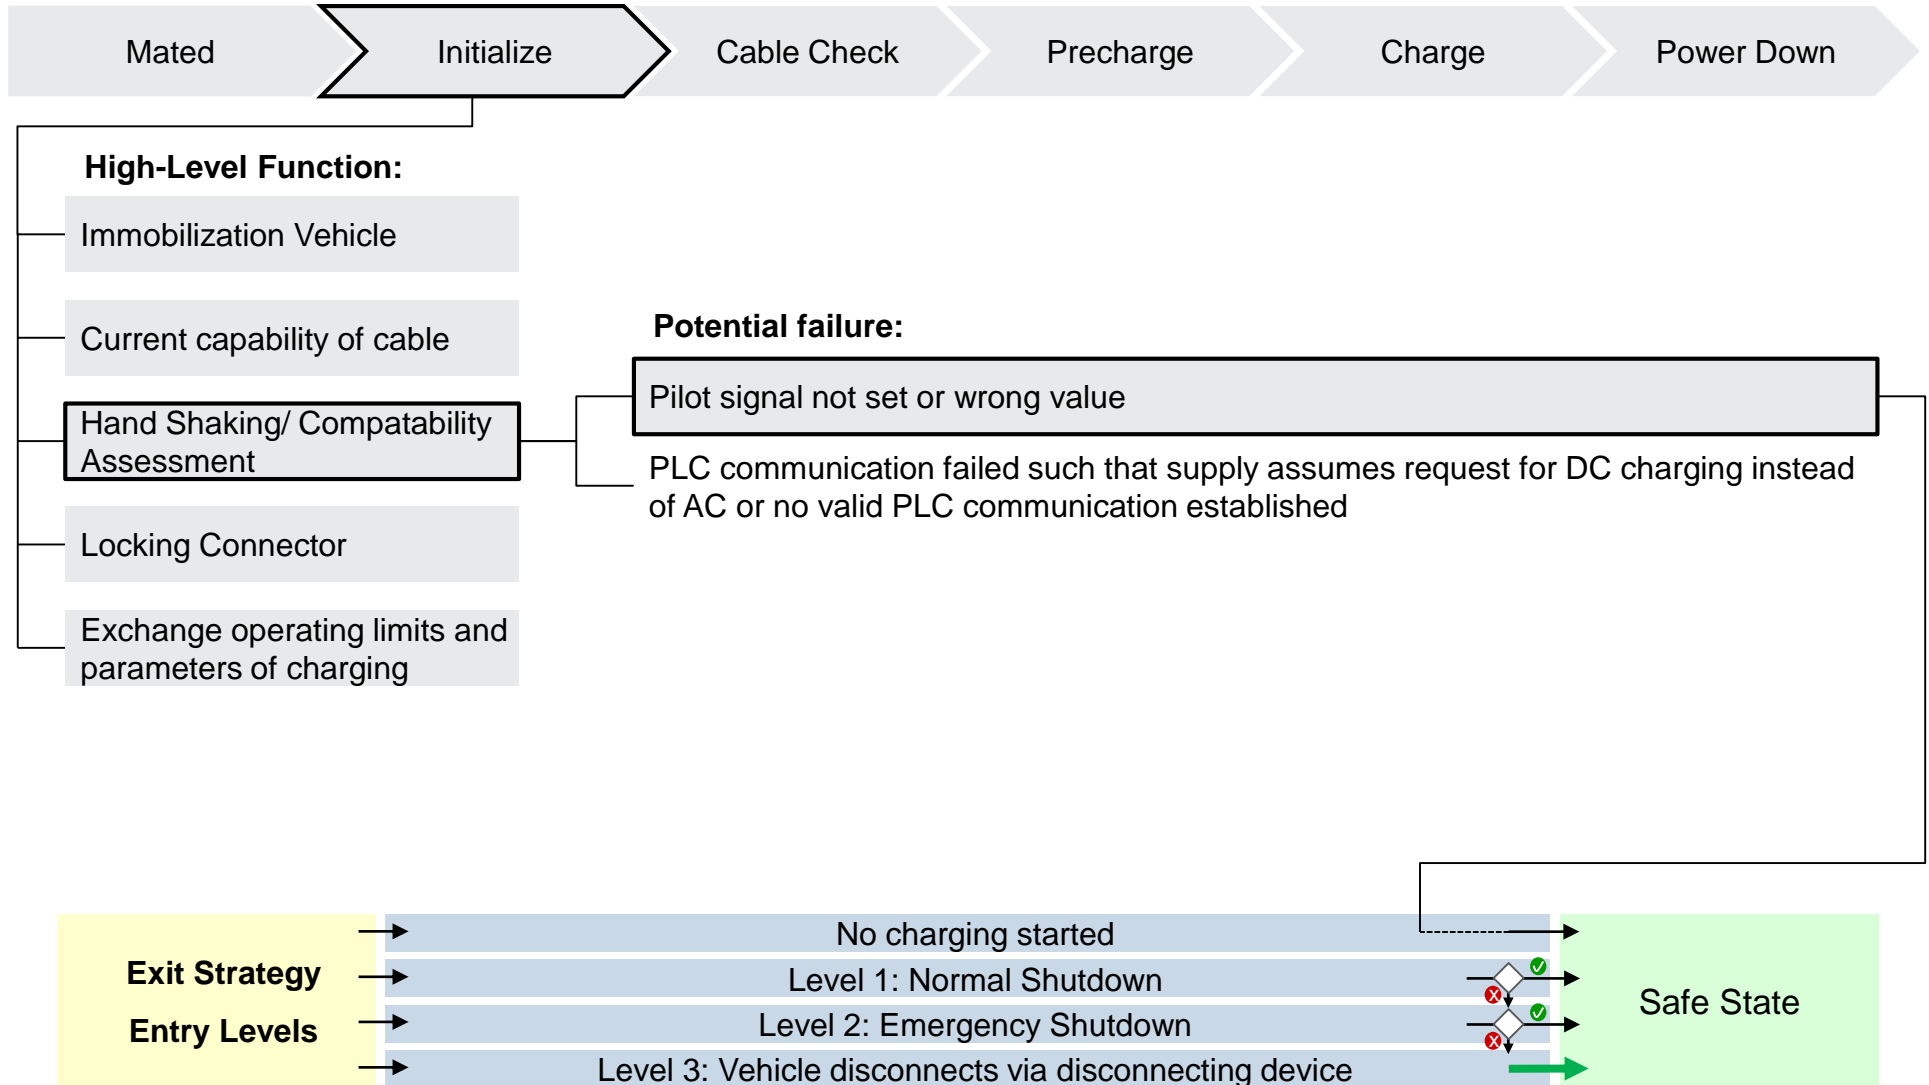 Mated
Initialize
Cable Check
Precharge
Charge
Power Down
High-Level Function:
Immobilization Vehicle
Current capability of cable
Hand Shaking/ Compatability
Assessment
Locking Connector
Exchange operating limits and
parameters of charging
Potential failure:
Pilot signal not set or wrong value
PLC communication failed such that supply assumes request for DC charging instead
of AC or no valid PLC communication established
Exit Strategy
Entry Levels
No charging started
Level 1: Normal Shutdown
Level 2: Emergency Shutdown
Level 3: Vehicle disconnects via disconnecting device
Safe State